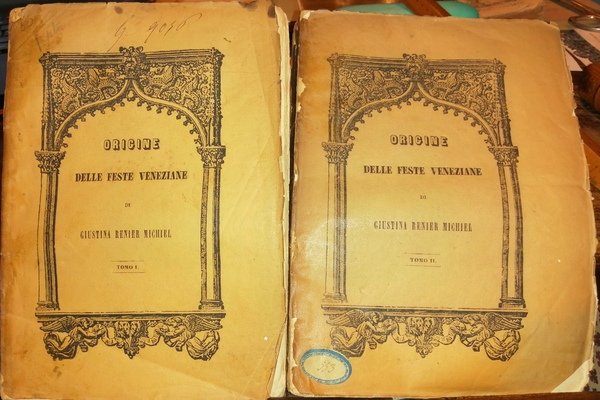 ORIGINE
DELLE FESTE VENEZIANE
DI
GIUSTINA RENIER MICHIEL
TOMO I.
ORIGINE
DELLE FESTE VENEZIANE
DI
GIUSTINA RENIER MICHIEL
TOMO II.